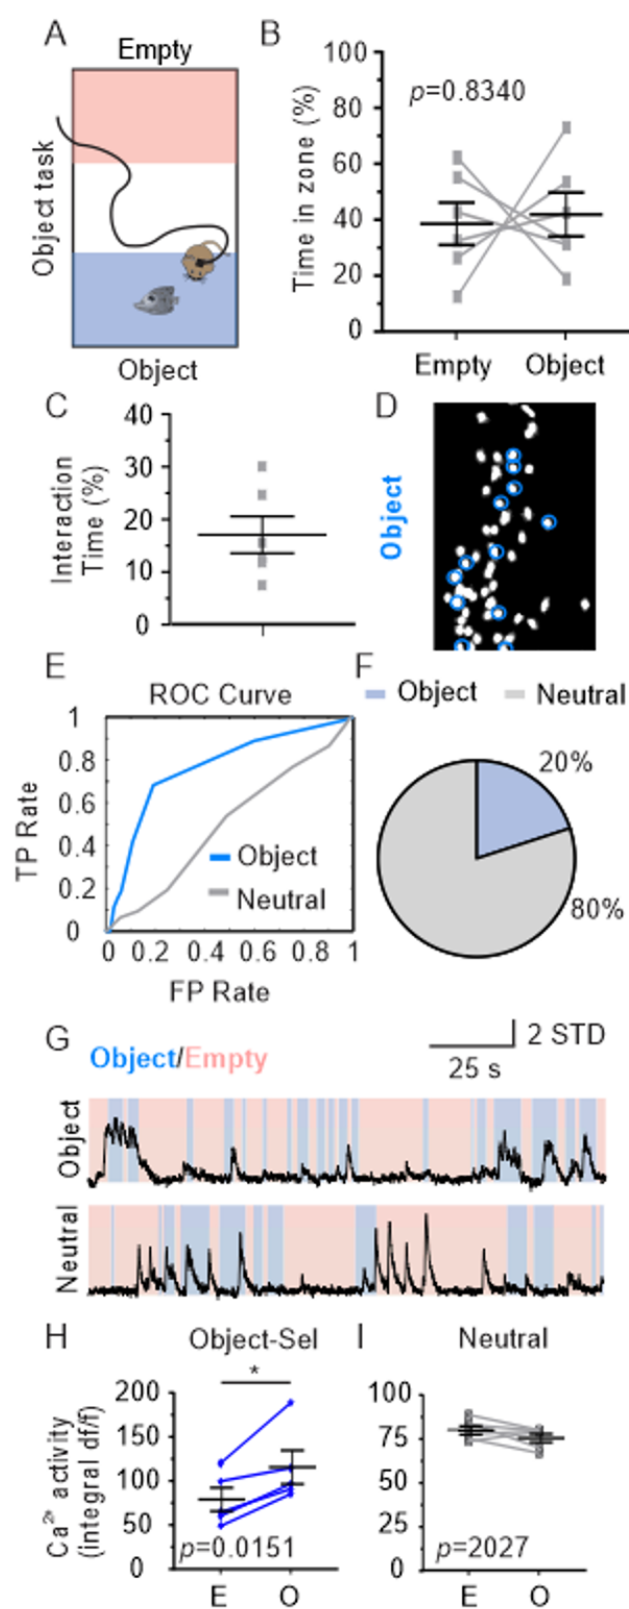 A
Empty
Object task
Object
B
Time in zone (%)
100
80
60
40
20
0
p=0.8340
Empty Object
C
Interaction
Time (%)
40
30
20
10
0
D
Object
E
ROC Curve
TP Rate
1
0.8
0.6
0.4
0.2
0
Object
Neutral
0 0.2 0.4 0.6 0.8 1
FP Rate
F
Object Neutral
20%
80%
G
Object/Empty
2 STD
25 s
Object
Neutral
H
Object-Sel
Ca²⁺ activity
(integral df/f)
200
150
100
50
0
*
p=0.0151
E O
I
Neutral
100
75
50
25
0
p=2027
E O